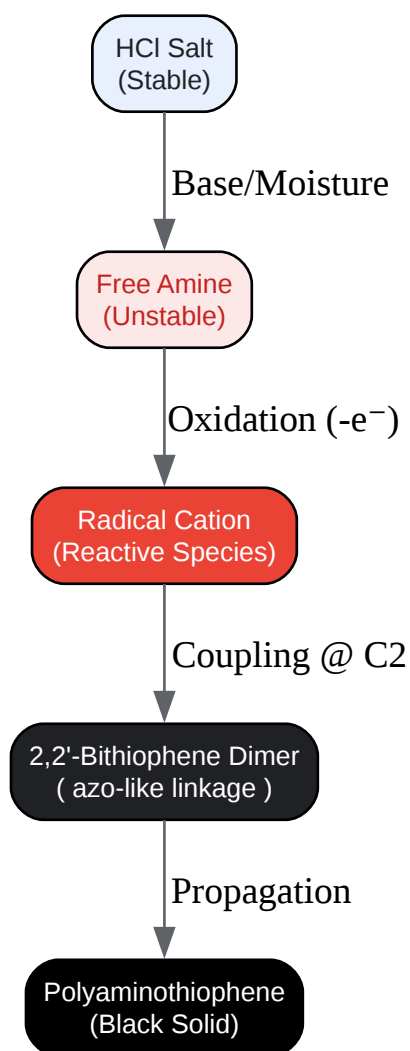 HCl Salt
(Stable)
Base/Moisture
Free Amine
(Unstable)
Oxidation (-e⁻)
Radical Cation
(Reactive Species)
Coupling @ C2
2,2'-Bithiophene Dimer
( azo-like linkage )
Propagation
Polyaminothiophene
(Black Solid)